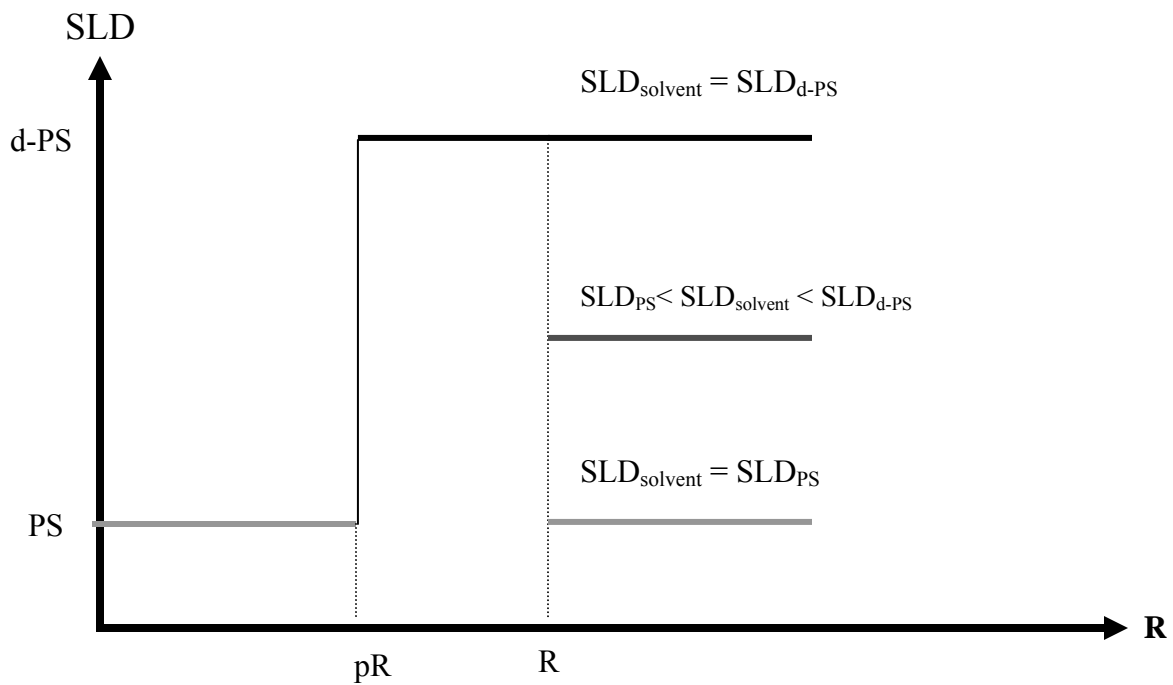 SLD
SLDsolvent = SLDd-PS
d-PS
SLDPS< SLDsolvent < SLDd-PS
SLDsolvent = SLDPS
PS
R
pR
R